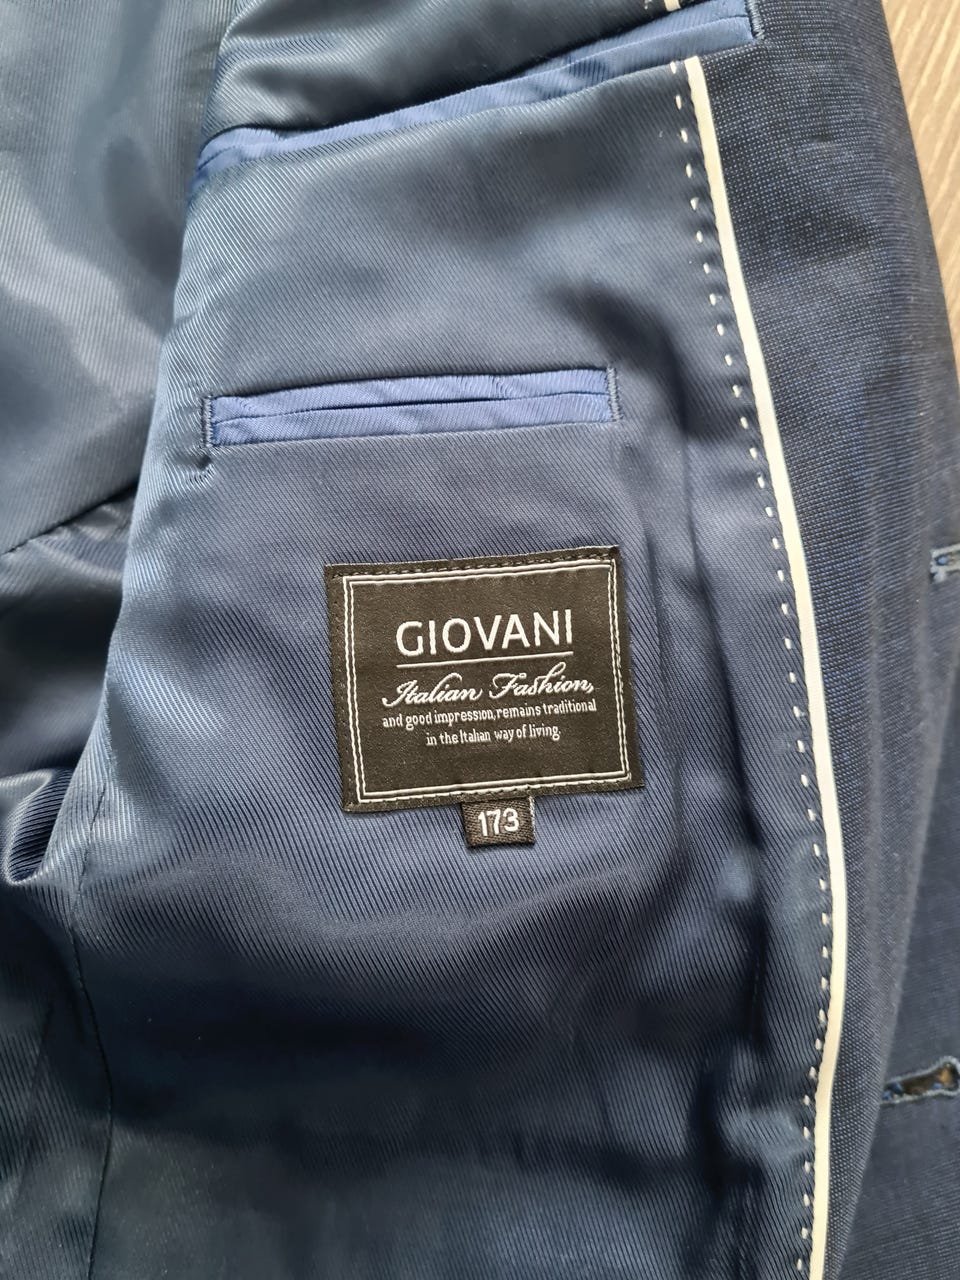 GIOVANI
Italian Fashion,
and good impression, remains traditional
in the Italian way of living.
173